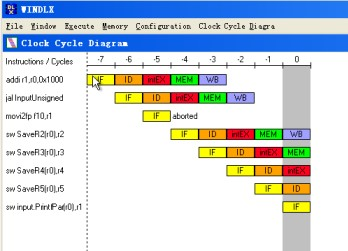 WINDLX
File Window Execute Memory Configuration Clock Cycle Diagra
Clock Cycle Diagram
Instructions / Cycles -7 -6 -5 -4 -3 -2 -1 0
addi r1,r0,0x1000 IF ID intEX MEM WB
jal InputUnsigned IF ID intEX MEM WB
movi2fp f10,r1 IF aborted
sw SaveR2(r0),r2 IF ID intEX MEM WB
sw SaveR3(r0),r3 IF ID intEX MEM
sw SaveR4(r0),r4 IF ID intEX
sw SaveR5(r0),r5 IF ID
sw input.PrintfPar(r0),r1 IF